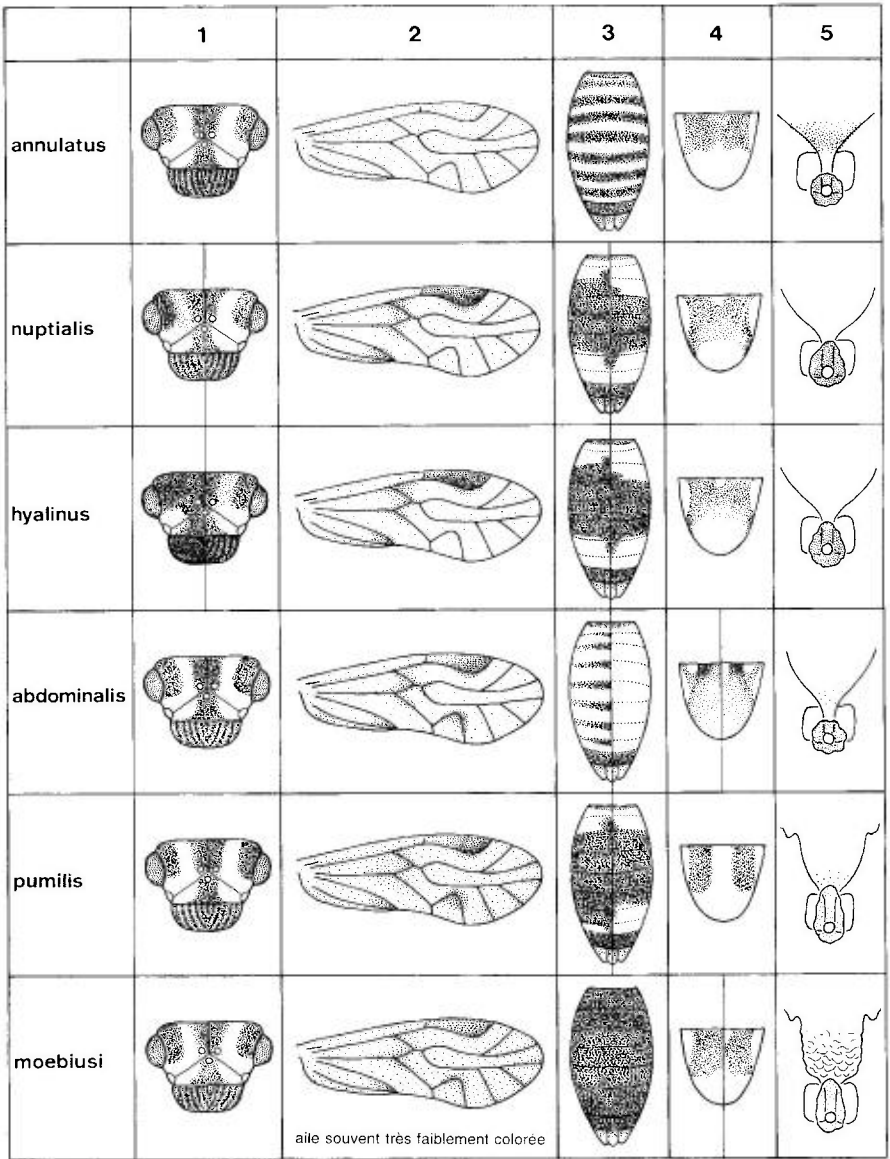 1 2 3 4 5
annulatus
nuptialis
hyalinus
abdominalis
pumilis
moebiusi
aile souvent très faiblement colorée